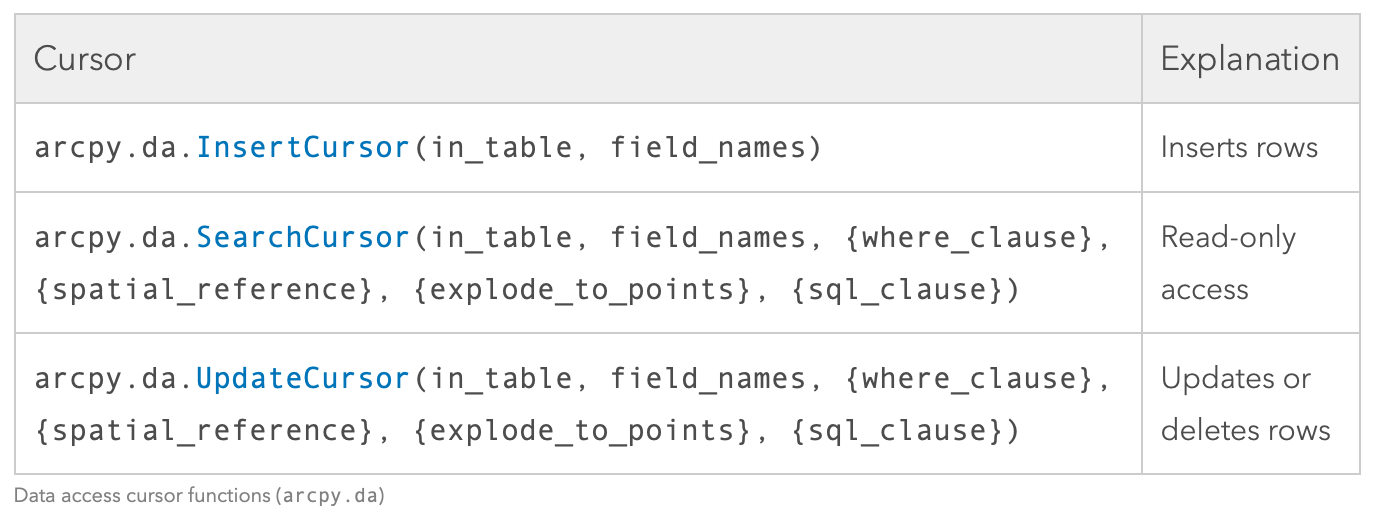 Cursor
Explanation
arcpy.da.InsertCursor(in_table, field_names)
Inserts rows
arcpy.da.SearchCursor(in_table, field_names, {where_clause},
{spatial_reference}, {explode_to_points}, {sql_clause})
Read-only
access
arcpy.da.UpdateCursor(in_table, field_names, {where_clause},
{spatial_reference}, {explode_to_points}, {sql_clause})
Updates or
deletes rows
Data access cursor functions (arcpy.da)